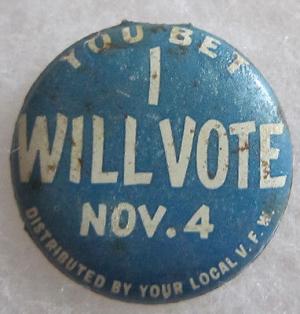 YOU BET
I
WILL VOTE
NOV. 4
DISTRIBUTED BY YOUR LOCAL V. F. W.